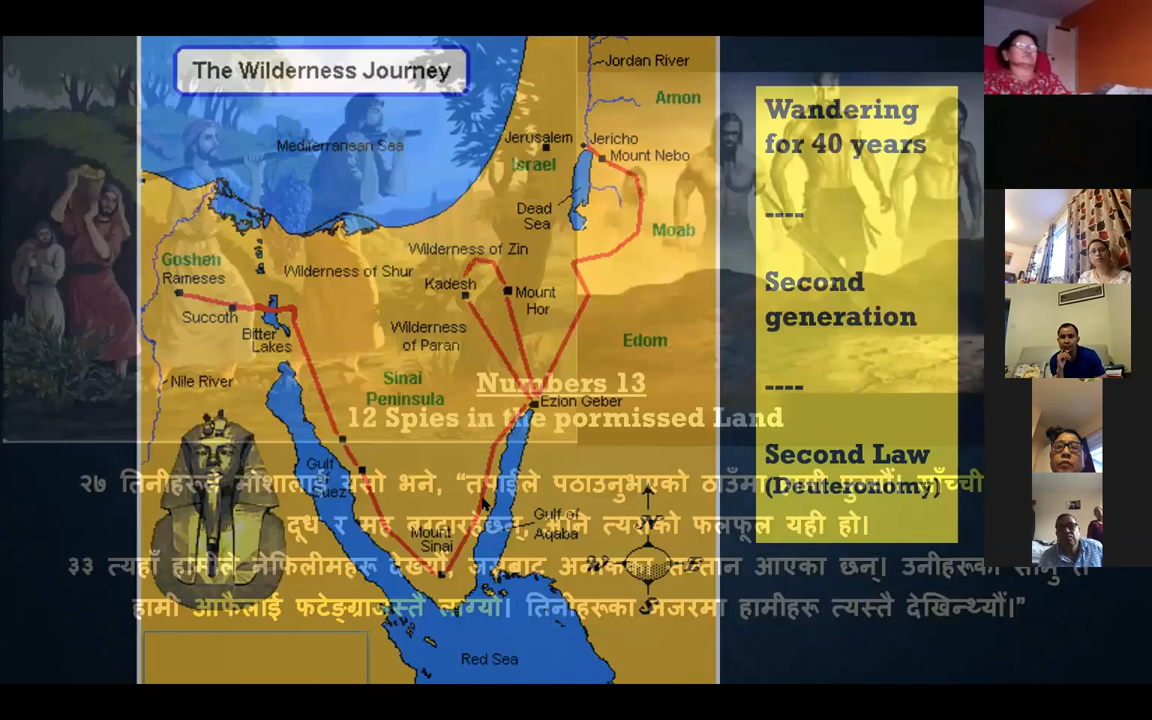 The Wilderness Journey
Jordan River
Amon
Mediterranean Sea
Jerusalem
Jericho
Israel
Mount Nebo
Dead
Sea
Moab
Wilderness of Zin
Goshen
Rameses
Wilderness of Shur
Kadesh
Mount
Hor
Succoth
Bitter
Lakes
Wilderness
of Paran
Edom
Nile River
Sinai
Peninsula
Ezion Geber
Gulf
Suez
Mount
Sinai
Gulf of
Aqaba
N
W
E
S
Red Sea
Wandering
for 40 years
----
Second
generation
----
Second Law
(Deuteronomy)
Numbers 13
12 Spies in the pormissed Land
२७ तिनीहरूले मोशालाई यसो भने, “तपाईंले पठाउनुभएको ठाउँमा
दूध र मह बगिरहेछन्, अनि त्यसको फलफूल यही हो।
३३ त्यहाँ हामीले नेफिलीमहरू देख्यौं, जसबाट अनाकका सन्तान आएका छन्। उनीहरूका सामु त
हामी आफैलाई फटेङ्ग्राजस्तै लाग्यो। तिनीहरूका नजरमा हामीहरू त्यस्तै देखिन्थ्यौं।”